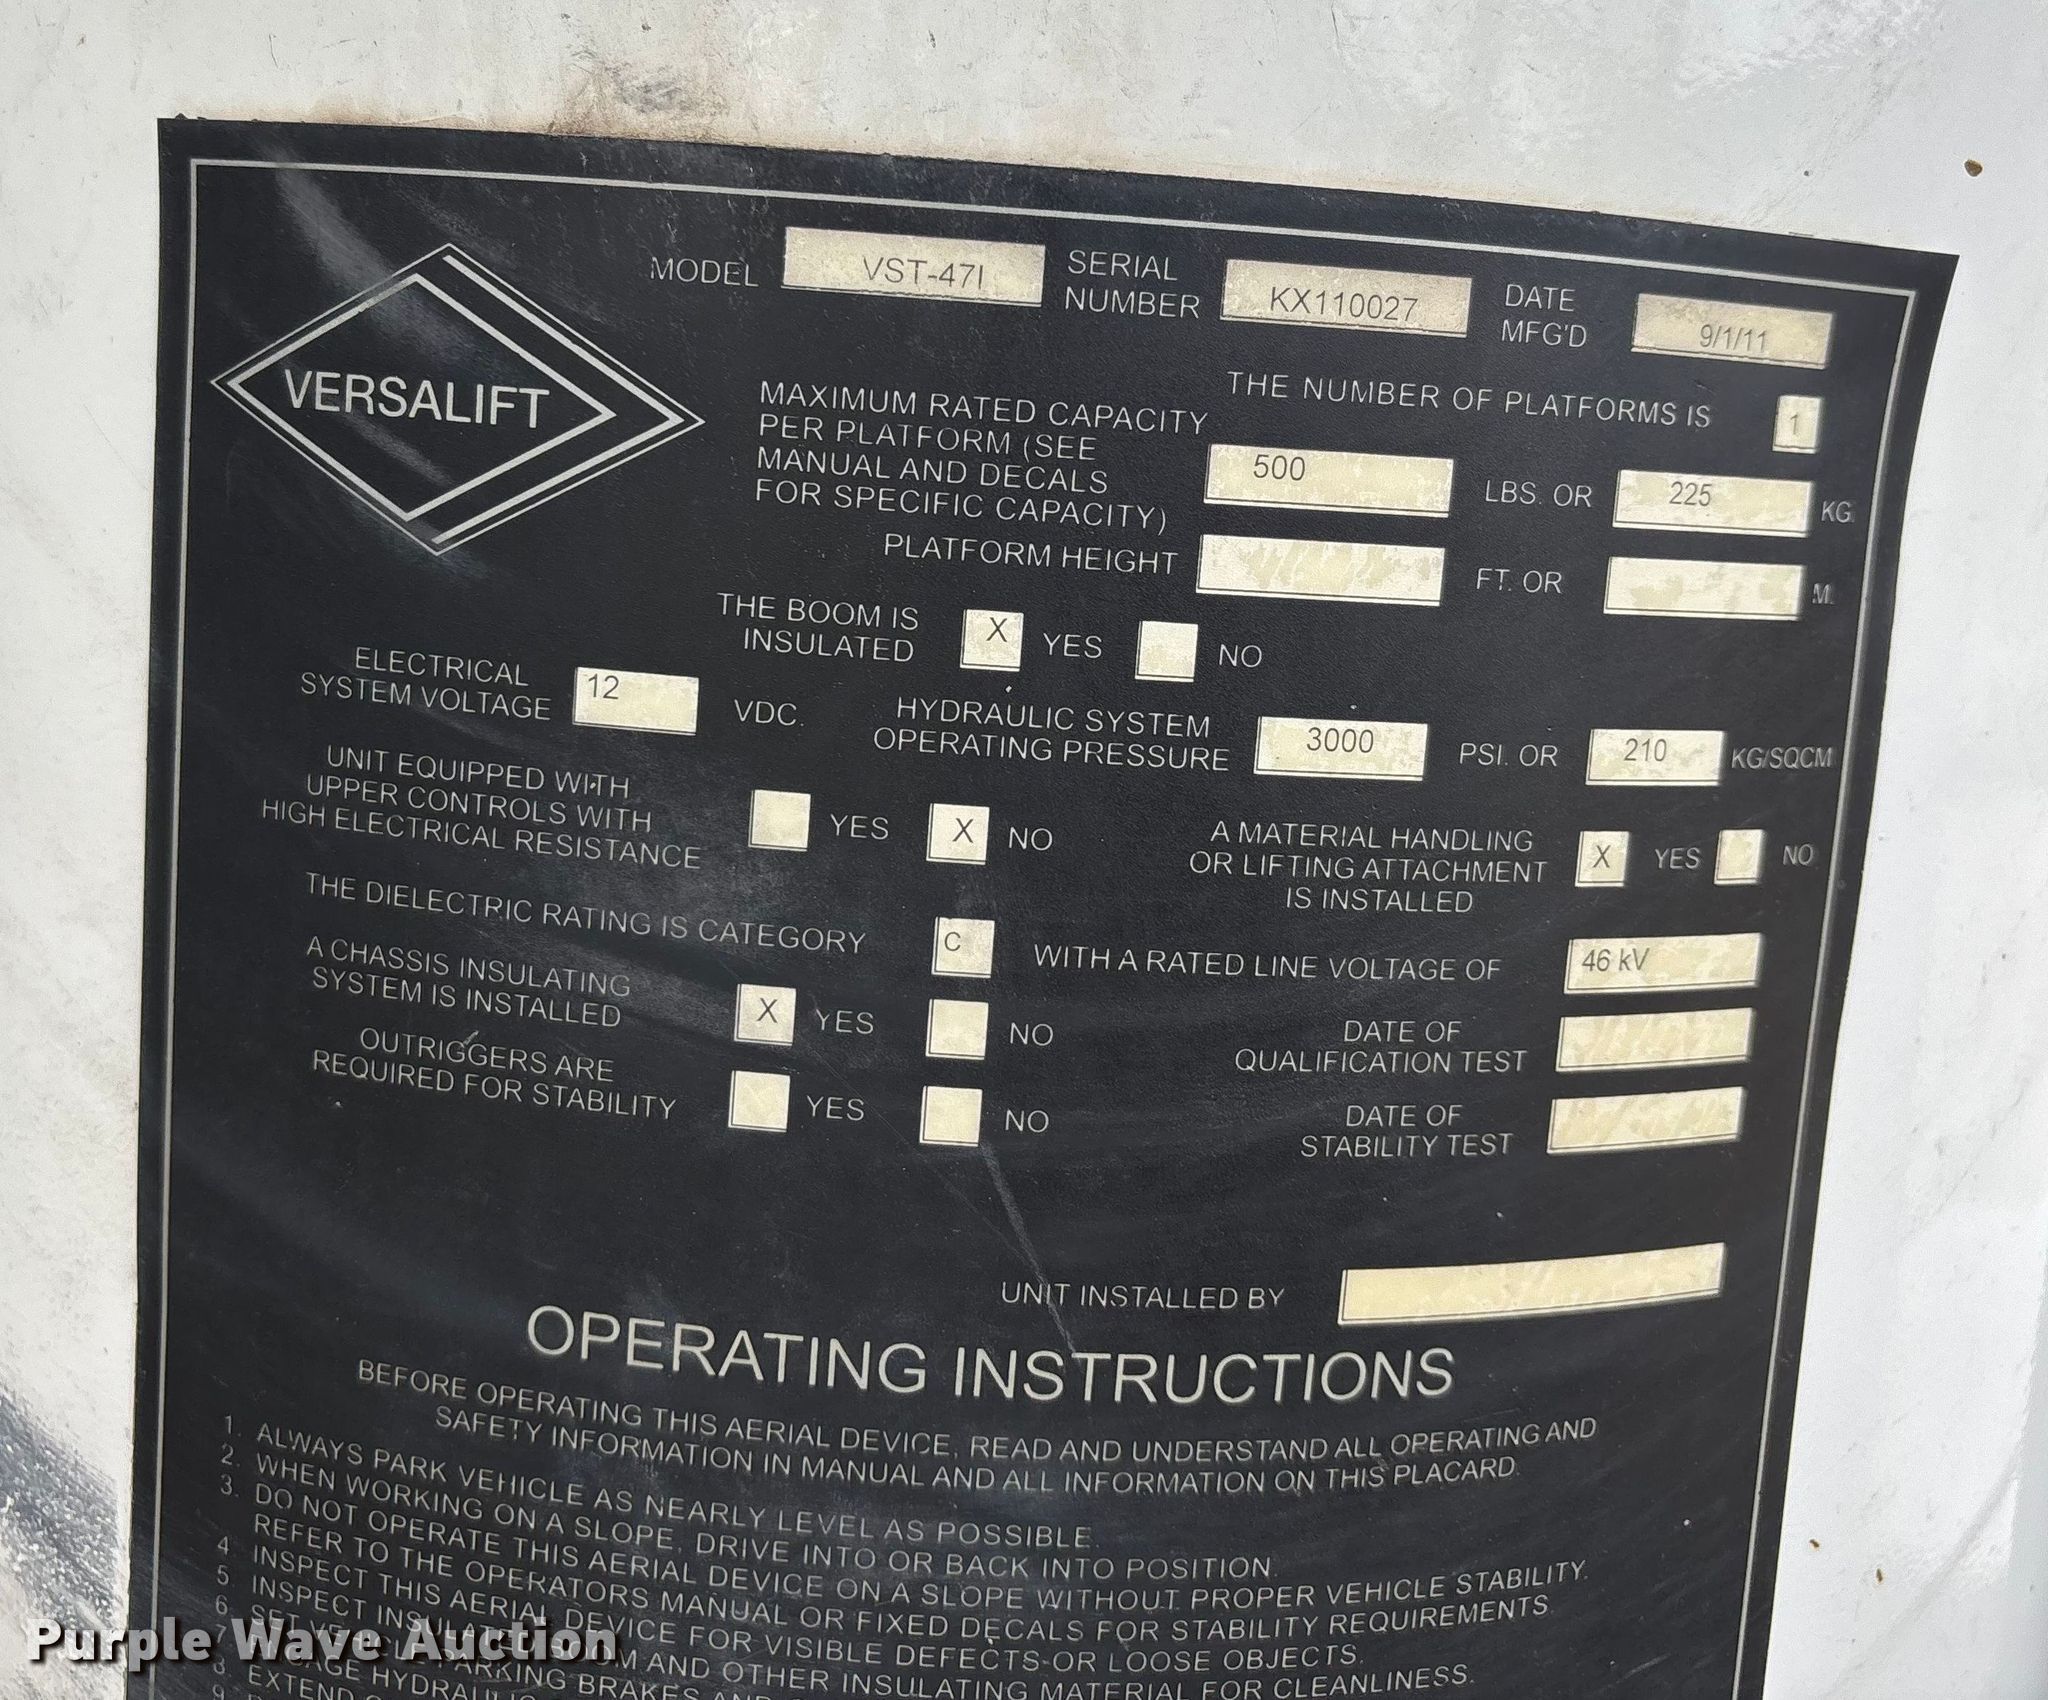 VERSALIFT
MODEL VST-47I SERIAL NUMBER KX110027 DATE MFG'D 9/1/11
THE NUMBER OF PLATFORMS IS 1
MAXIMUM RATED CAPACITY
PER PLATFORM (SEE
MANUAL AND DECALS
FOR SPECIFIC CAPACITY)
500 LBS. OR 225 KG.
PLATFORM HEIGHT FT. OR M.
THE BOOM IS
INSULATED X YES NO
ELECTRICAL
SYSTEM VOLTAGE 12 VDC.
HYDRAULIC SYSTEM
OPERATING PRESSURE 3000 PSI. OR 210 KG/SQCM
UNIT EQUIPPED WITH
UPPER CONTROLS WITH
HIGH ELECTRICAL RESISTANCE YES X NO
A MATERIAL HANDLING
OR LIFTING ATTACHMENT
IS INSTALLED X YES NO
THE DIELECTRIC RATING IS CATEGORY C WITH A RATED LINE VOLTAGE OF 46 kV
A CHASSIS INSULATING
SYSTEM IS INSTALLED X YES NO
DATE OF
QUALIFICATION TEST
OUTRIGGERS ARE
REQUIRED FOR STABILITY YES NO
DATE OF
STABILITY TEST
UNIT INSTALLED BY
OPERATING INSTRUCTIONS
BEFORE OPERATING THIS AERIAL DEVICE, READ AND UNDERSTAND ALL OPERATING AND
SAFETY INFORMATION IN MANUAL AND ALL INFORMATION ON THIS PLACARD.
1. ALWAYS PARK VEHICLE AS NEARLY LEVEL AS POSSIBLE.
2. WHEN WORKING ON A SLOPE, DRIVE INTO OR BACK INTO POSITION.
3. DO NOT OPERATE THIS AERIAL DEVICE ON A SLOPE WITHOUT PROPER VEHICLE STABILITY.
REFER TO THE OPERATORS MANUAL OR FIXED DECALS FOR STABILITY REQUIREMENTS.
4. INSPECT THIS AERIAL DEVICE FOR VISIBLE DEFECTS OR LOOSE OBJECTS.
5. INSPECT AND OTHER INSULATING MATERIAL FOR CLEANLINESS.
6. SET PARKING BRAKES
7. HYDRAULIC
8. EXTEND
9.
Purple Wave Auction